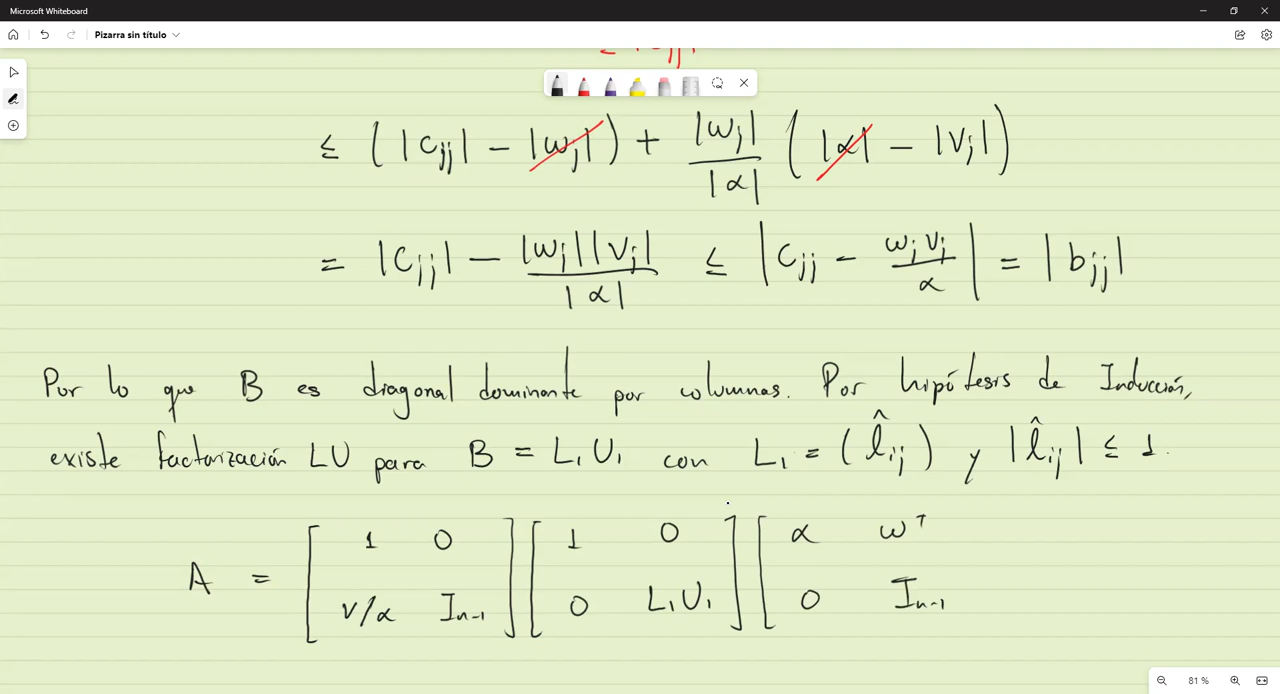 Microsoft Whiteboard
Pizarra sin título
≤ (|c_jj| − |w_j|) + |w_j|/|α| (|α| − |v_j|)
= |c_jj| − |w_j||v_j|/|α| ≤ |c_jj − w_j v_j/α| = |b_jj|
Por lo que B es diagonal dominante por columnas. Por hipótesis de Inducción,
existe factorización LU para B = L₁U₁ con L₁ = (l̂_ij) y |l̂_ij| ≤ 1.
A = [1 0; v/α I_n-1] [1 0; 0 L₁U₁] [α w^T; 0 I_n-1]
81 %